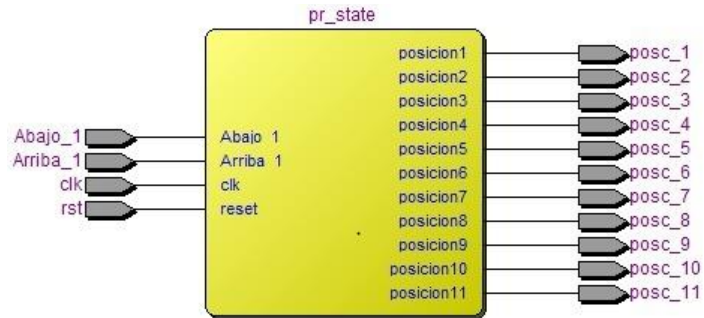 pr_state
posicion1 posc_1
posicion2 posc_2
posicion3 posc_3
posicion4 posc_4
Abajo_1 Abajo 1 posicion5 posc_5
Arriba_1 Arriba 1 posicion6 posc_6
clk clk posicion7 posc_7
rst reset posicion8 posc_8
posicion9 posc_9
posicion10 posc_10
posicion11 posc_11